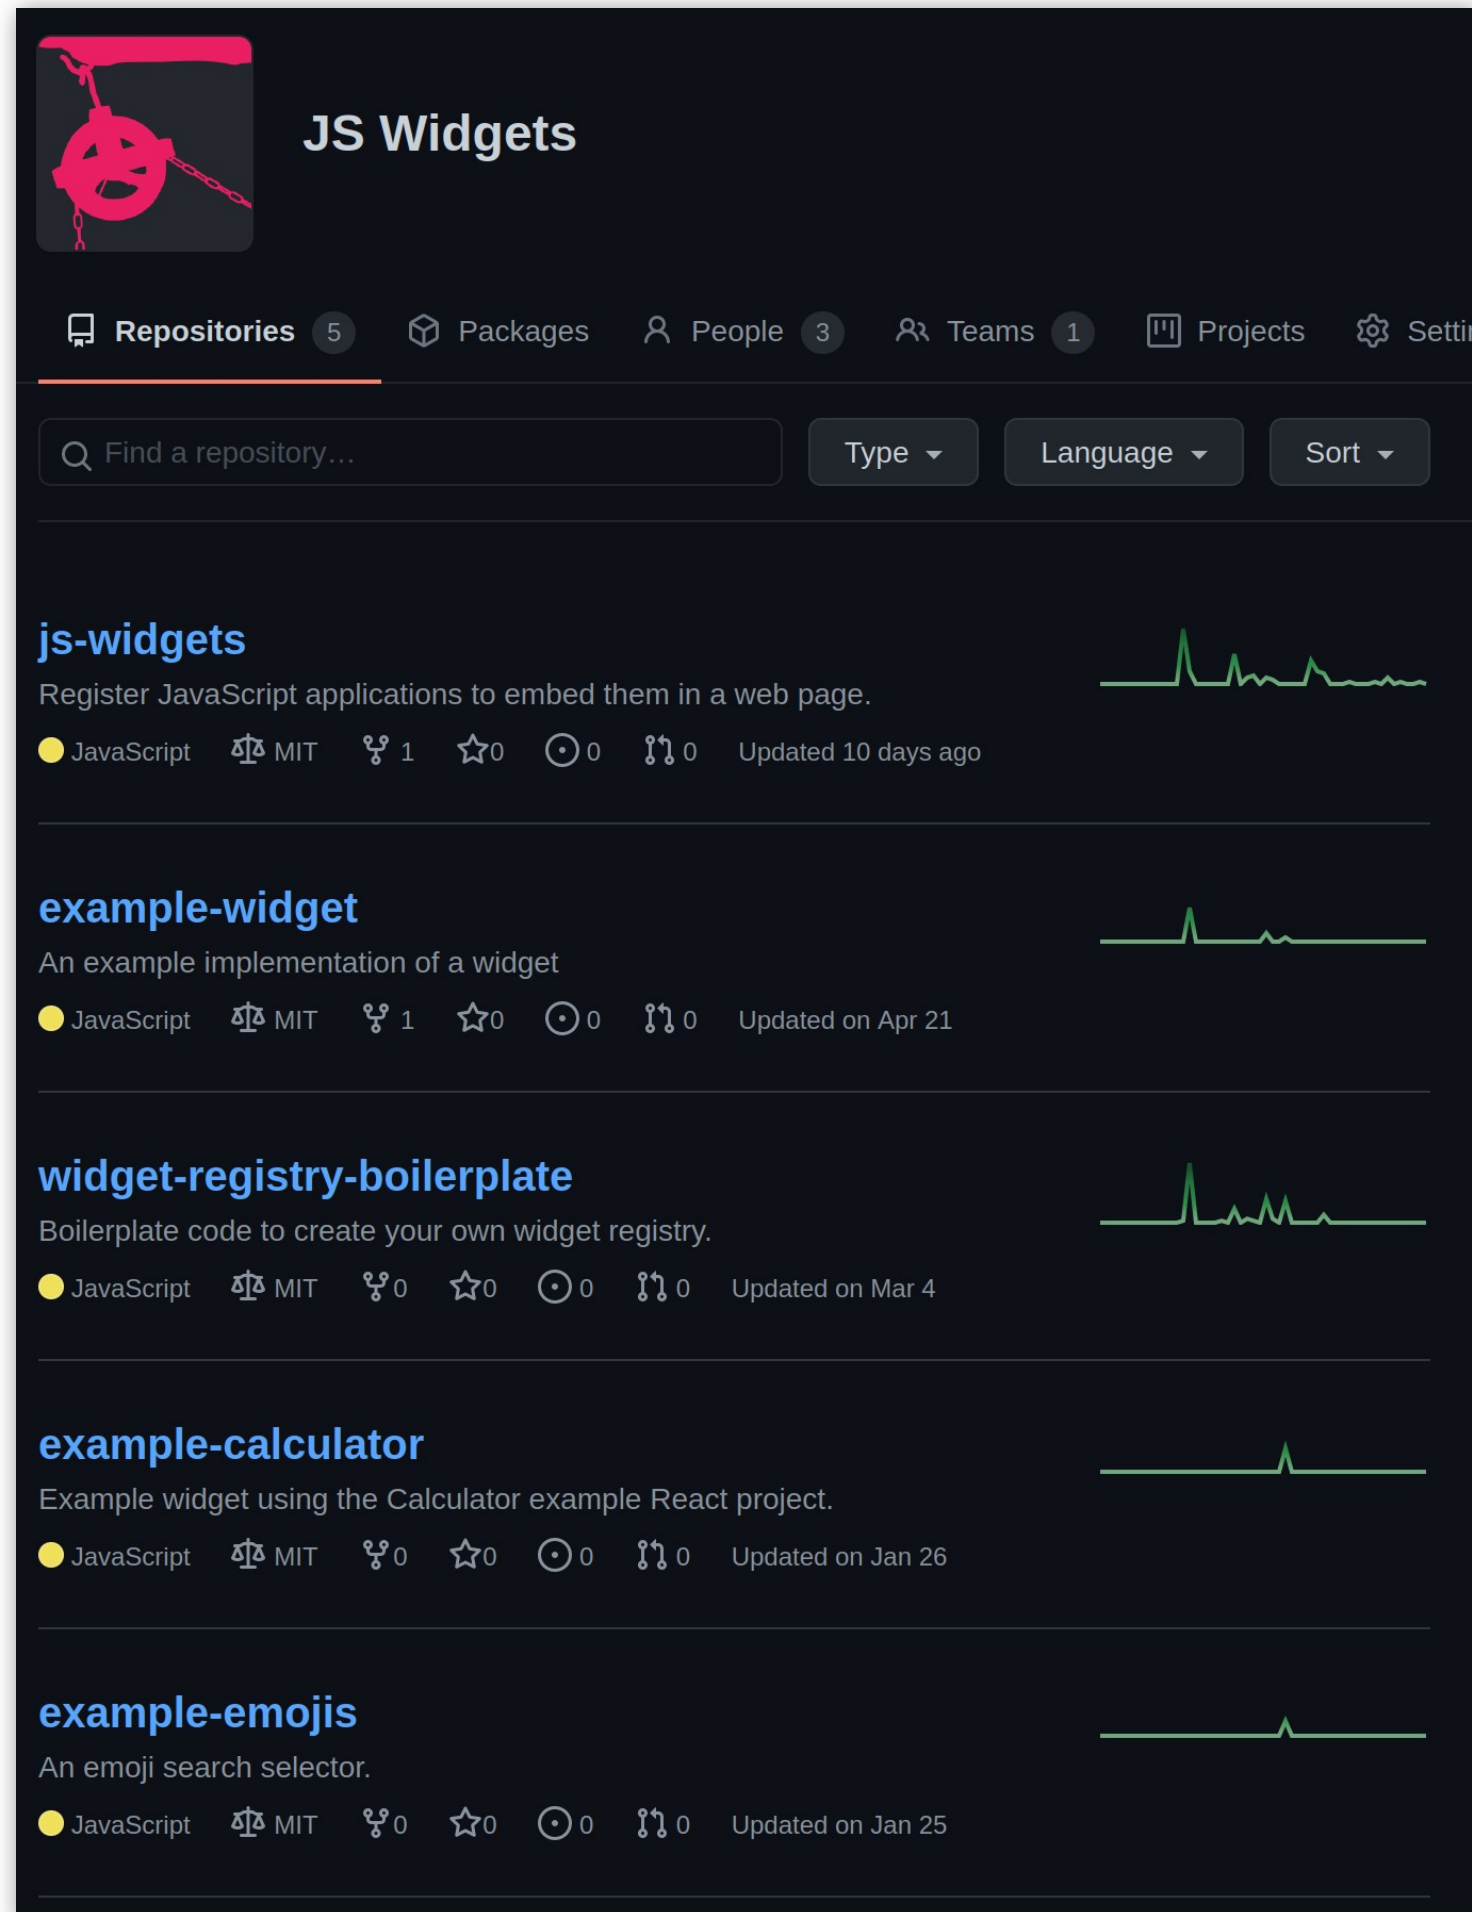 JS Widgets
Repositories 5 Packages People 3 Teams 1 Projects Settin
Find a repository… Type Language Sort
js-widgets
Register JavaScript applications to embed them in a web page.
JavaScript MIT 1 0 0 0 Updated 10 days ago
example-widget
An example implementation of a widget
JavaScript MIT 1 0 0 0 Updated on Apr 21
widget-registry-boilerplate
Boilerplate code to create your own widget registry.
JavaScript MIT 0 0 0 0 Updated on Mar 4
example-calculator
Example widget using the Calculator example React project.
JavaScript MIT 0 0 0 0 Updated on Jan 26
example-emojis
An emoji search selector.
JavaScript MIT 0 0 0 0 Updated on Jan 25